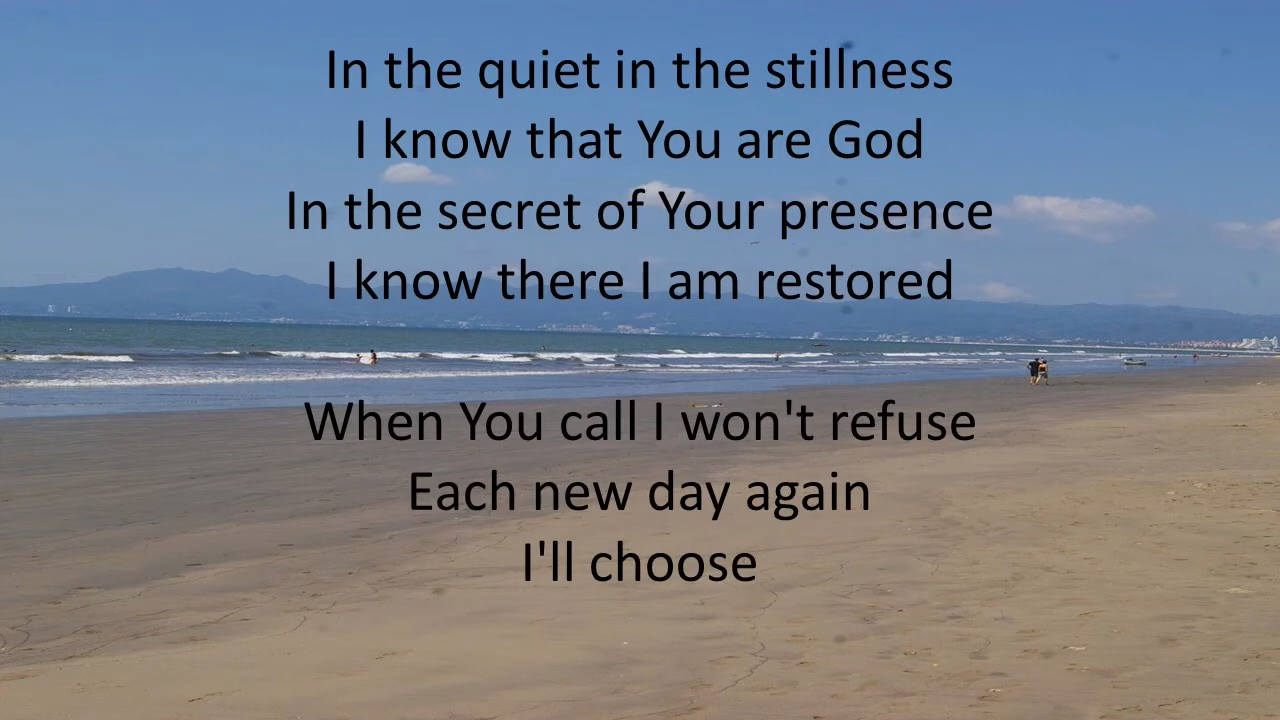 In the quiet in the stillness
I know that You are God
In the secret of Your presence
I know there I am restored
When You call I won't refuse
Each new day again
I'll choose